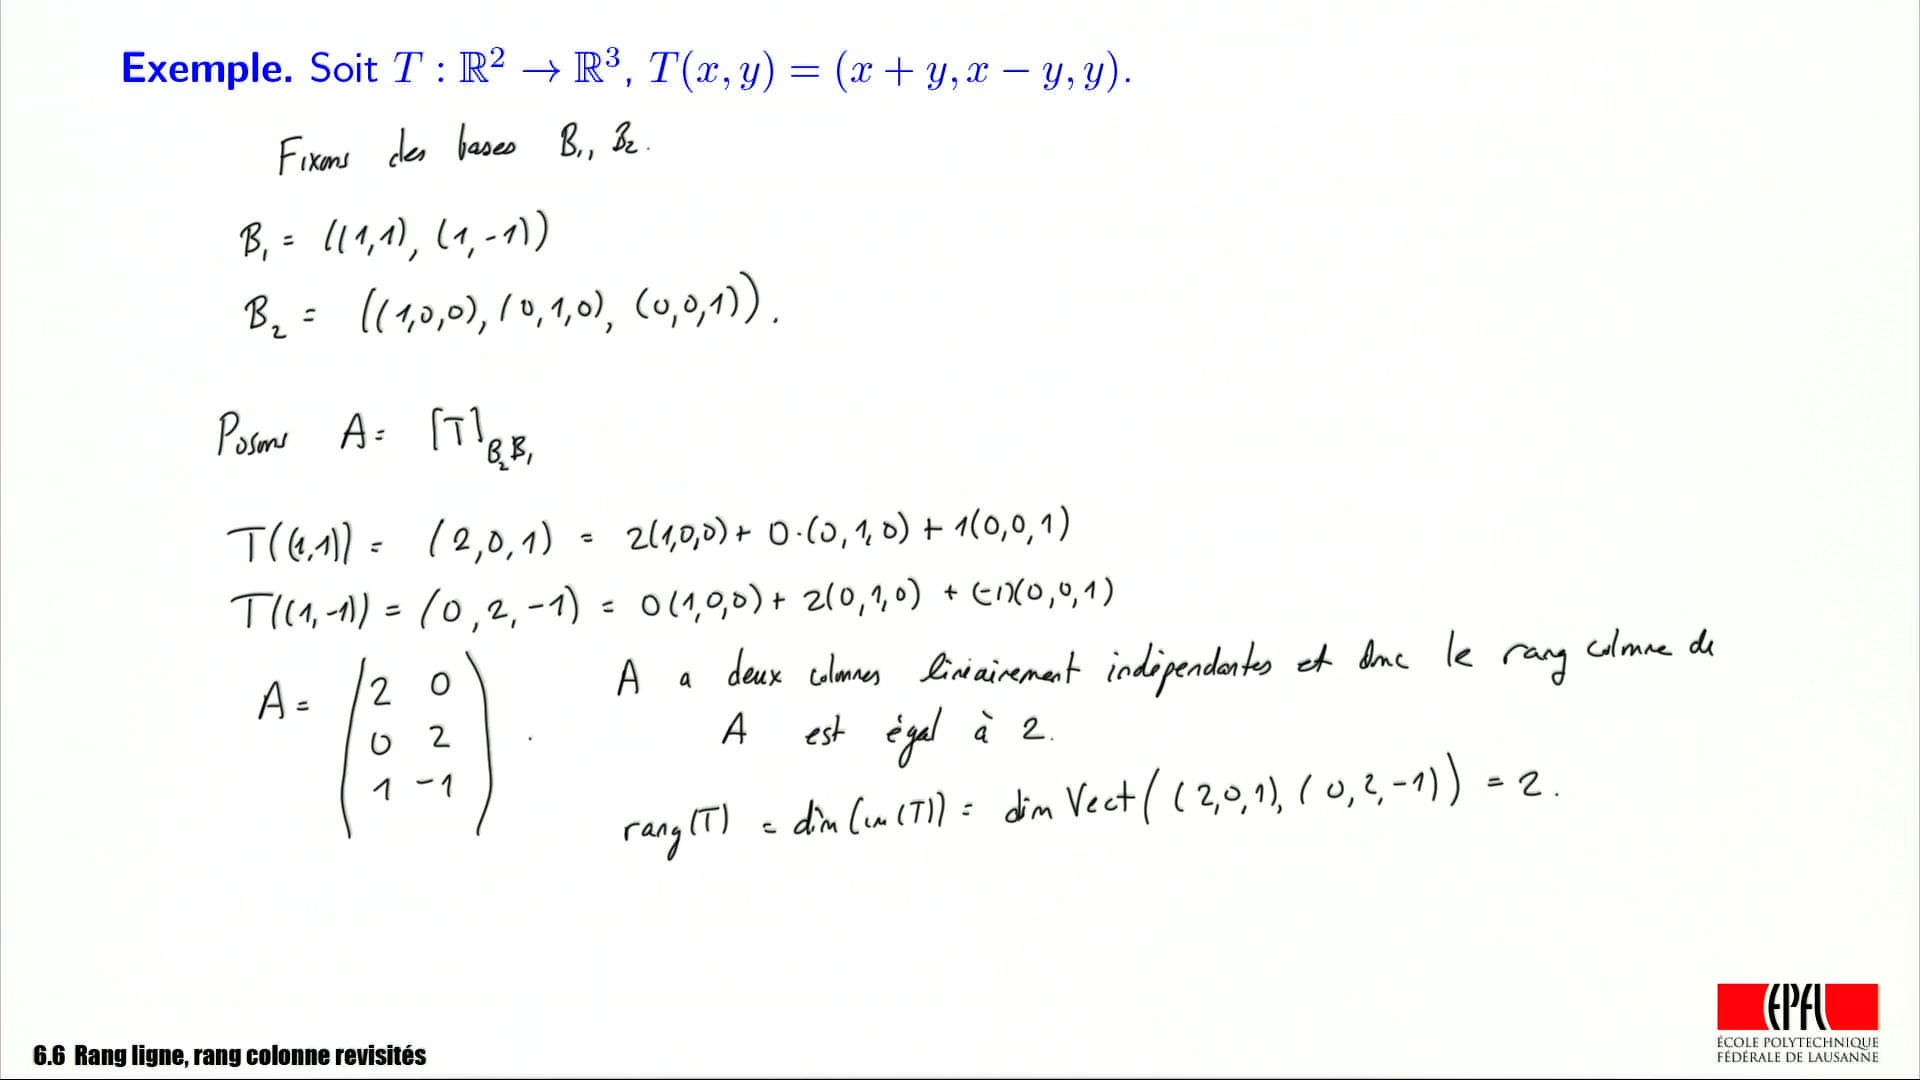 Exemple. Soit T : ℝ² → ℝ³, T(x, y) = (x + y, x − y, y).
Fixons des bases B₁, B₂.
B₁ = ((1,1), (1,-1))
B₂ = ((1,0,0), (0,1,0), (0,0,1)).
Posons A = [T]_{B₂B₁}
T((1,1)) = (2,0,1) = 2(1,0,0) + 0·(0,1,0) + 1(0,0,1)
T((1,-1)) = (0,2,-1) = 0(1,0,0) + 2(0,1,0) + (-1)(0,0,1)
A = ( 2 0
0 2
1 -1 ) .
A a deux colonnes linéairement indépendantes et donc le rang colonne de
A est égal à 2.
rang(T) = dim(im(T)) = dim Vect((2,0,1), (0,2,-1)) = 2.
EPFL
ÉCOLE POLYTECHNIQUE
FÉDÉRALE DE LAUSANNE
6.6 Rang ligne, rang colonne revisités